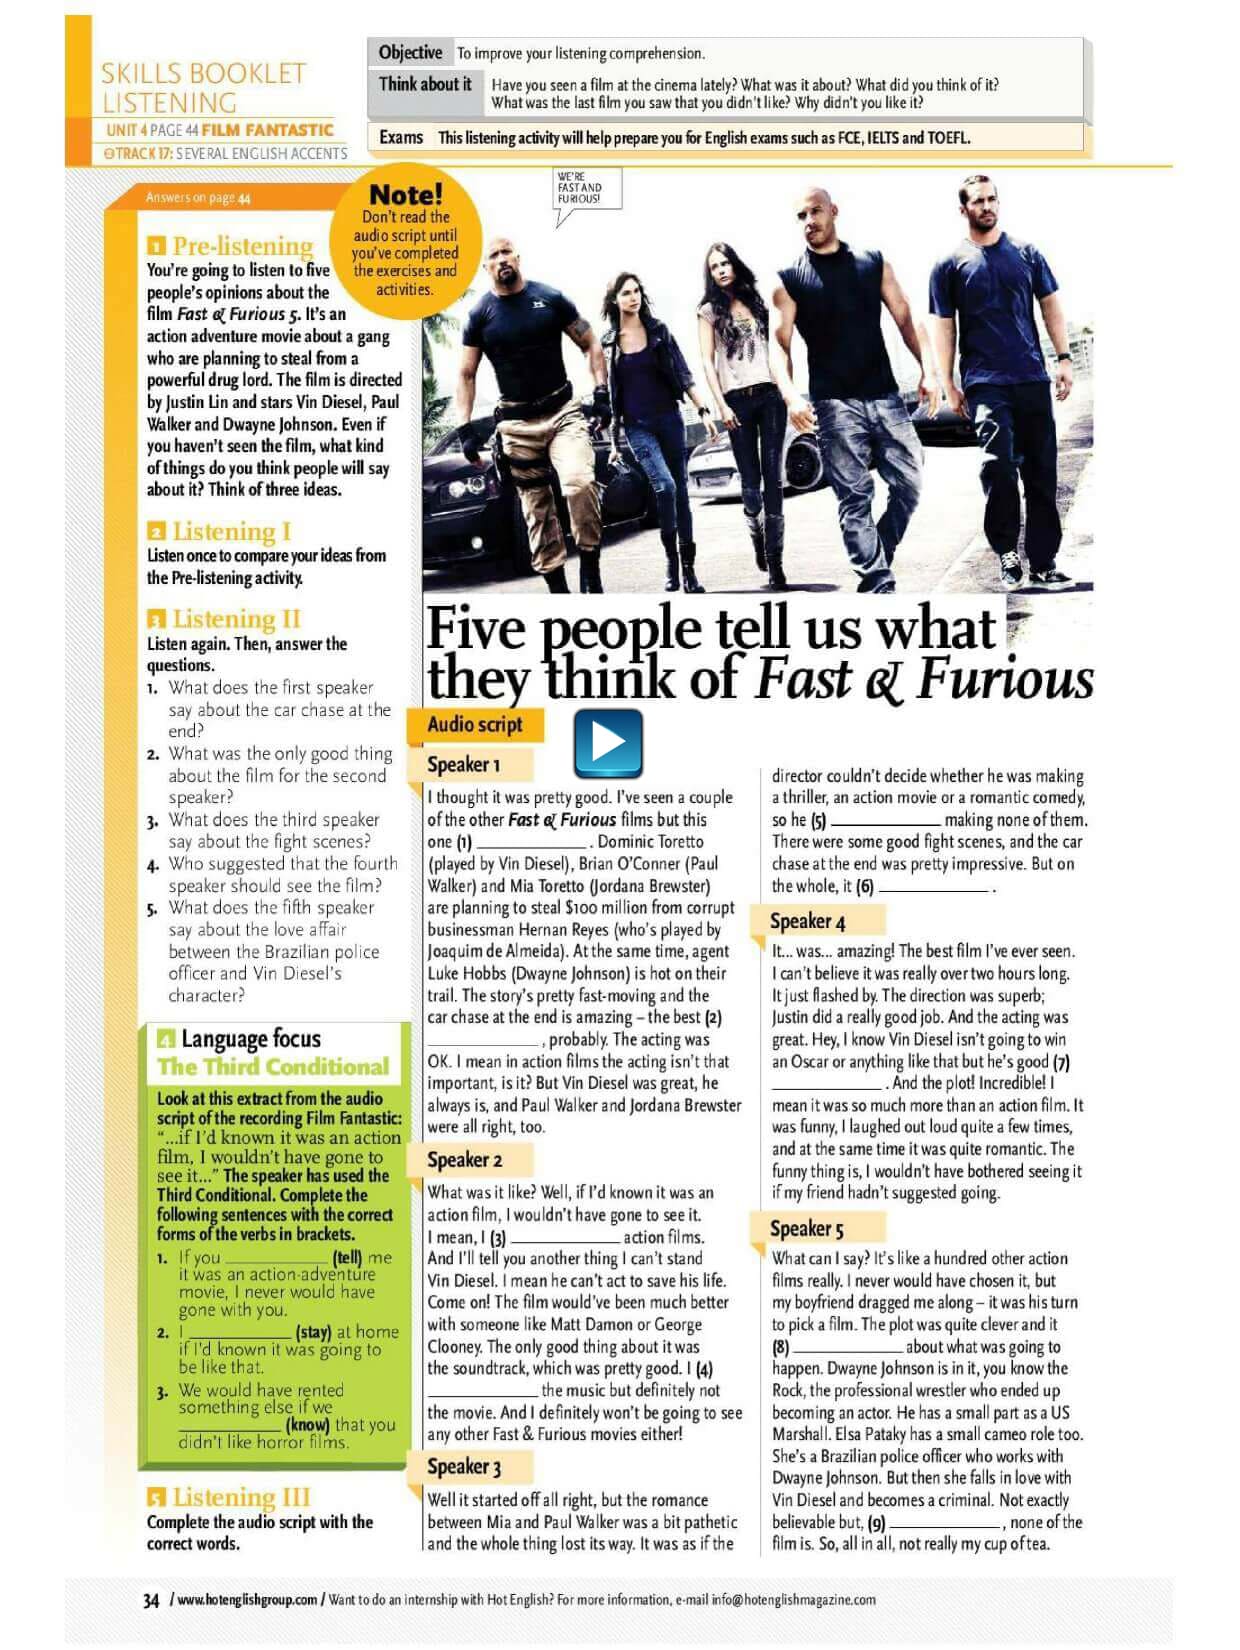 SKILLS BOOKLET
LISTENING
UNIT 4 PAGE 44 FILM FANTASTIC
TRACK 17: SEVERAL ENGLISH ACCENTS
Objective To improve your listening comprehension.
Think about it Have you seen a film at the cinema lately? What was it about? What did you think of it?
What was the last film you saw that you didn't like? Why didn't you like it?
Exams This listening activity will help prepare you for English exams such as FCE, IELTS and TOEFL.
Answers on page 44
Note!
Don't read the
audio script until
you've completed
the exercises and
activities.
WE'RE
FAST AND
FURIOUS!
1 Pre-listening
You're going to listen to five
people's opinions about the
film Fast & Furious 5. It's an
action adventure movie about a gang
who are planning to steal from a
powerful drug lord. The film is directed
by Justin Lin and stars Vin Diesel, Paul
Walker and Dwayne Johnson. Even if
you haven't seen the film, what kind
of things do you think people will say
about it? Think of three ideas.
2 Listening I
Listen once to compare your ideas from
the Pre-listening activity.
3 Listening II
Listen again. Then, answer the
questions.
1. What does the first speaker
say about the car chase at the
end?
2. What was the only good thing
about the film for the second
speaker?
3. What does the third speaker
say about the fight scenes?
4. Who suggested that the fourth
speaker should see the film?
5. What does the fifth speaker
say about the love affair
between the Brazilian police
officer and Vin Diesel's
character?
4 Language focus
The Third Conditional
Look at this extract from the audio
script of the recording Film Fantastic:
"...if I'd known it was an action
film, I wouldn't have gone to
see it..." The speaker has used the
Third Conditional. Complete the
following sentences with the correct
forms of the verbs in brackets.
1. If you ____________ (tell) me
it was an action-adventure
movie, I never would have
gone with you.
2. I ____________ (stay) at home
if I'd known it was going to
be like that.
3. We would have rented
something else if we
____________ (know) that you
didn't like horror films.
5 Listening III
Complete the audio script with the
correct words.
Five people tell us what
they think of Fast & Furious
Audio script
Speaker 1
I thought it was pretty good. I've seen a couple
of the other Fast & Furious films but this
one (1) ____________ . Dominic Toretto
(played by Vin Diesel), Brian O'Conner (Paul
Walker) and Mia Toretto (Jordana Brewster)
are planning to steal $100 million from corrupt
businessman Hernan Reyes (who's played by
Joaquim de Almeida). At the same time, agent
Luke Hobbs (Dwayne Johnson) is hot on their
trail. The story's pretty fast-moving and the
car chase at the end is amazing – the best (2)
____________ , probably. The acting was
OK. I mean in action films the acting isn't that
important, is it? But Vin Diesel was great, he
always is, and Paul Walker and Jordana Brewster
were all right, too.
Speaker 2
What was it like? Well, if I'd known it was an
action film, I wouldn't have gone to see it.
I mean, I (3) ____________ action films.
And I'll tell you another thing I can't stand
Vin Diesel. I mean he can't act to save his life.
Come on! The film would've been much better
with someone like Matt Damon or George
Clooney. The only good thing about it was
the soundtrack, which was pretty good. I (4)
____________ the music but definitely not
the movie. And I definitely won't be going to see
any other Fast & Furious movies either!
Speaker 3
Well it started off all right, but the romance
between Mia and Paul Walker was a bit pathetic
and the whole thing lost its way. It was as if the
director couldn't decide whether he was making
a thriller, an action movie or a romantic comedy,
so he (5) ____________ making none of them.
There were some good fight scenes, and the car
chase at the end was pretty impressive. But on
the whole, it (6) ____________ .
Speaker 4
It... was... amazing! The best film I've ever seen.
I can't believe it was really over two hours long.
It just flashed by. The direction was superb;
Justin did a really good job. And the acting was
great. Hey, I know Vin Diesel isn't going to win
an Oscar or anything like that but he's good (7)
____________ . And the plot! Incredible! I
mean it was so much more than an action film. It
was funny, I laughed out loud quite a few times,
and at the same time it was quite romantic. The
funny thing is, I wouldn't have bothered seeing it
if my friend hadn't suggested going.
Speaker 5
What can I say? It's like a hundred other action
films really. I never would have chosen it, but
my boyfriend dragged me along – it was his turn
to pick a film. The plot was quite clever and it
(8) ____________ about what was going to
happen. Dwayne Johnson is in it, you know the
Rock, the professional wrestler who ended up
becoming an actor. He has a small part as a US
Marshall. Elsa Pataky has a small cameo role too.
She's a Brazilian police officer who works with
Dwayne Johnson. But then she falls in love with
Vin Diesel and becomes a criminal. Not exactly
believable but, (9) ____________ , none of the
film is. So, all in all, not really my cup of tea.
34 / www.hotenglishgroup.com / Want to do an internship with Hot English? For more information, e-mail info@hotenglishmagazine.com